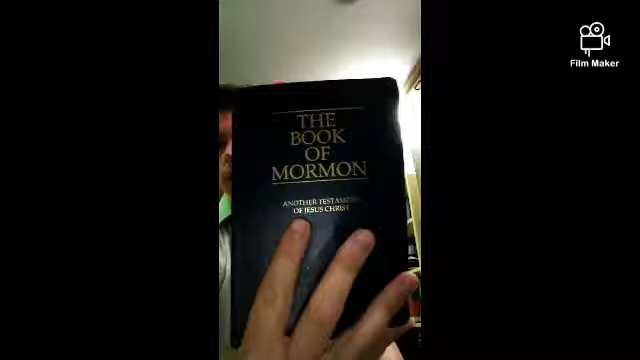 THE
BOOK
OF
MORMON
ANOTHER TESTAMENT
OF JESUS CHRIST
Film Maker